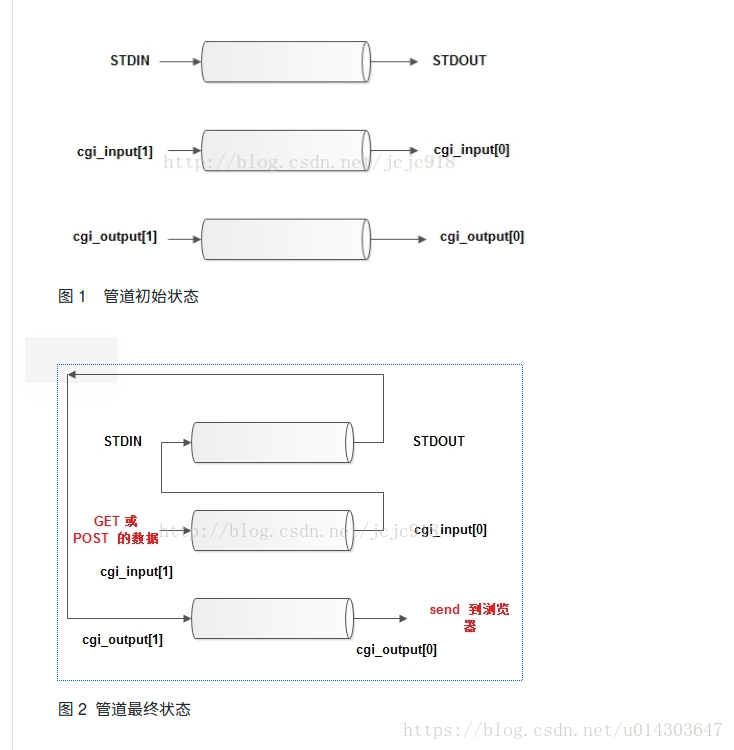 STDIN STDOUT
cgi_input[1] cgi_input[0]
http://blog.csdn.net/jcjc918
cgi_output[1] cgi_output[0]
图 1 管道初始状态
STDIN STDOUT
GET 或
POST 的数据
http://blog.csdn.net/jcjc918
cgi_input[0]
cgi_input[1]
send 到浏览
器
cgi_output[1]
cgi_output[0]
图 2 管道最终状态
https://blog.csdn.net/u014303647